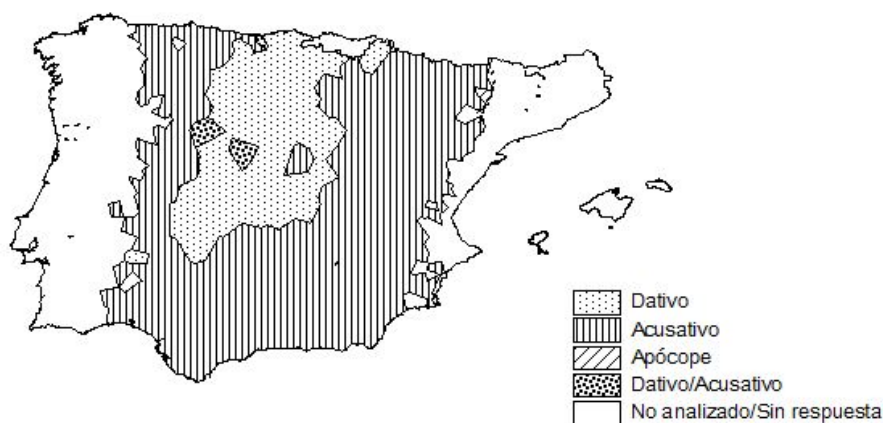 Dativo
Acusativo
Apócope
Dativo/Acusativo
No analizado/Sin respuesta